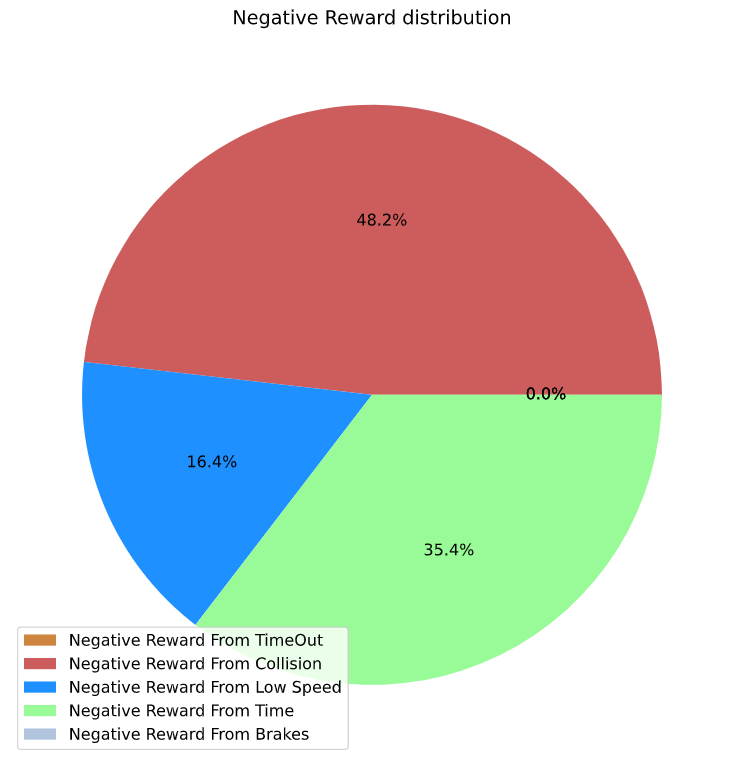 Negative Reward distribution
48.2%
0.0%
16.4%
35.4%
Negative Reward From TimeOut
Negative Reward From Collision
Negative Reward From Low Speed
Negative Reward From Time
Negative Reward From Brakes